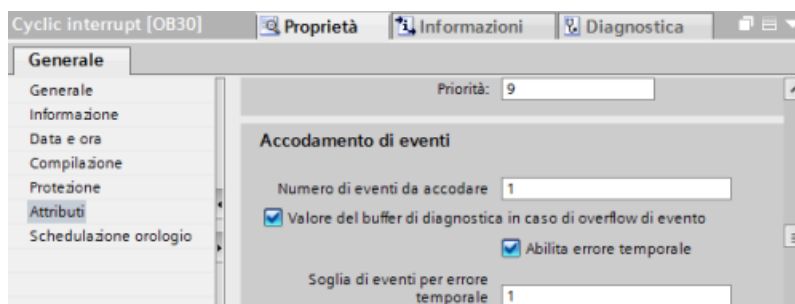 Cyclic interrupt [OB30]
Proprietà
Informazioni
Diagnostica
Generale
Generale
Informazione
Data e ora
Compilazione
Protezione
Attributi
Schedulazione orologio
Priorità: 9
Accodamento di eventi
Numero di eventi da accodare 1
Valore del buffer di diagnostica in caso di overflow di evento
Abilita errore temporale
Soglia di eventi per errore
temporale 1